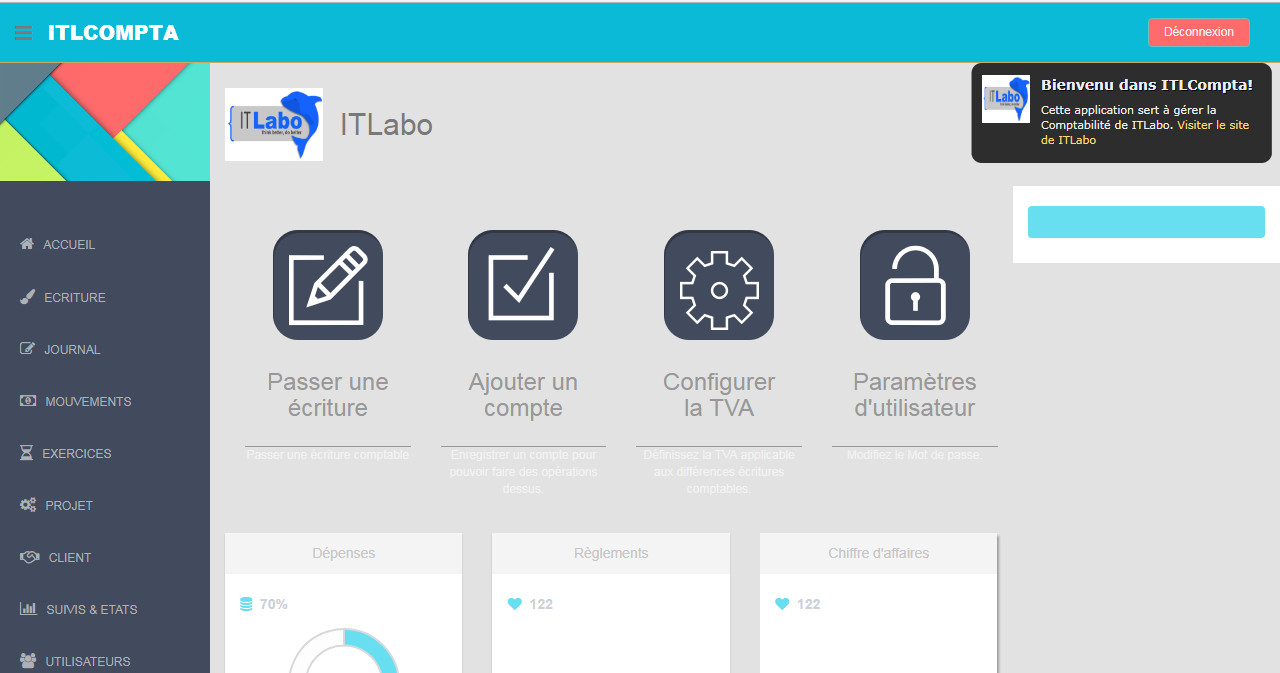 ITLCOMPTA
Déconnexion
ITLabo
ITLabo
ITLabo
Bienvenu dans ITLCompta!
Cette application sert à gérer la
Comptabilité de ITLabo. Visiter le site
de ITLabo
ACCUEIL
ECRITURE
JOURNAL
MOUVEMENTS
EXERCICES
PROJET
CLIENT
SUIVIS & ETATS
UTILISATEURS
Passer une
écriture
Passer une écriture comptable
Ajouter un
compte
Enregistrer un compte pour
pouvoir faire des opérations
dessus.
Configurer
la TVA
Définissez la TVA applicable
aux différences écritures
comptables.
Paramètres
d'utilisateur
Modifiez le Mot de passe.
Dépenses
70%
Règlements
122
Chiffre d'affaires
122